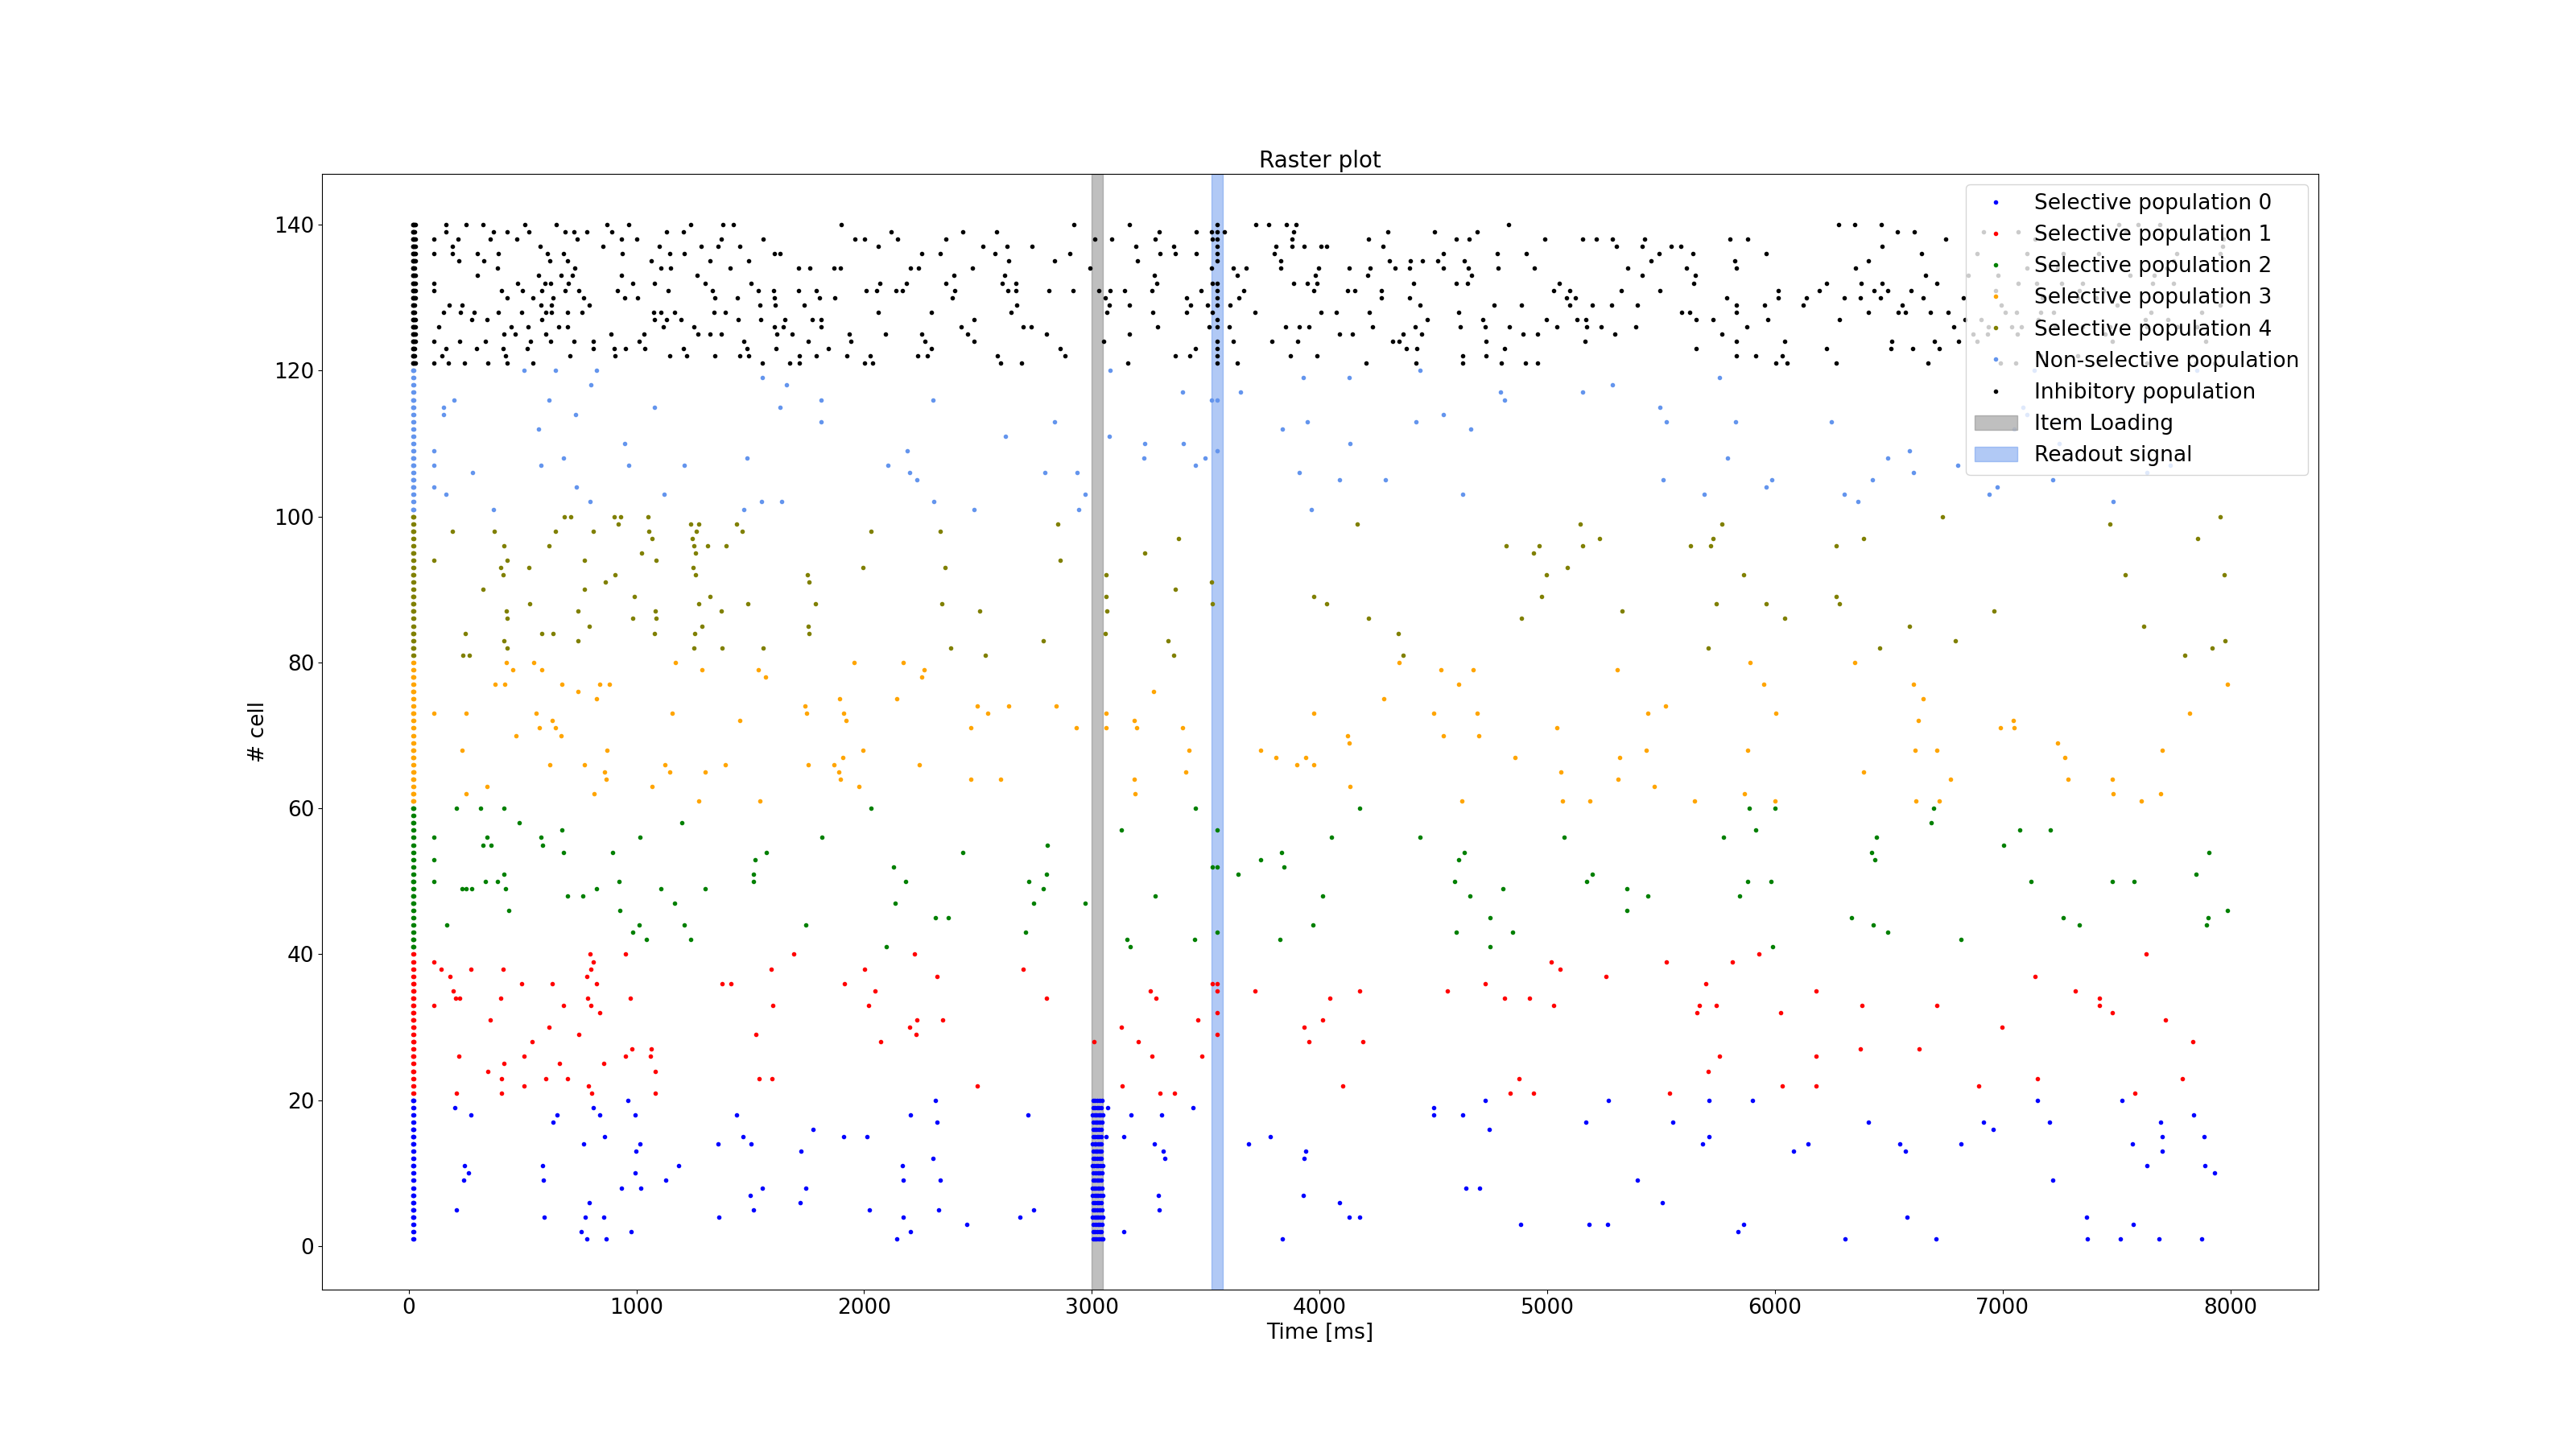 Raster plot
140
120
100
80
60
40
20
0
# cell
0 1000 2000 3000 4000 5000 6000 7000 8000
Time [ms]
Selective population 0
Selective population 1
Selective population 2
Selective population 3
Selective population 4
Non-selective population
Inhibitory population
Item Loading
Readout signal